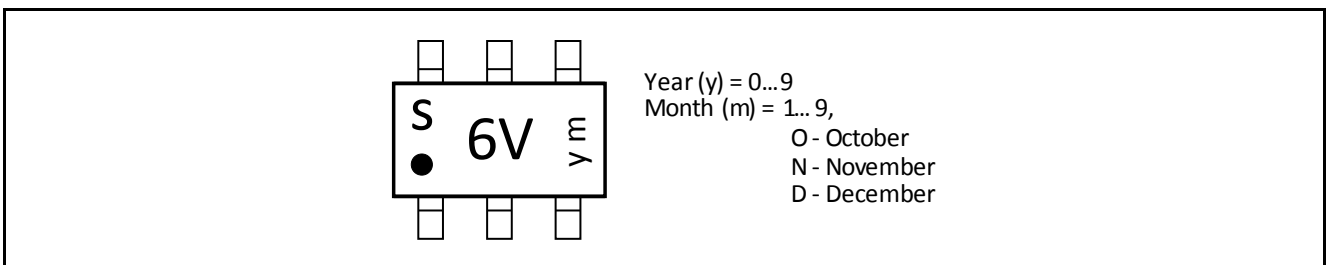 S
6V
y m
Year (y) = 0...9
Month (m) = 1... 9,
O - October
N - November
D - December